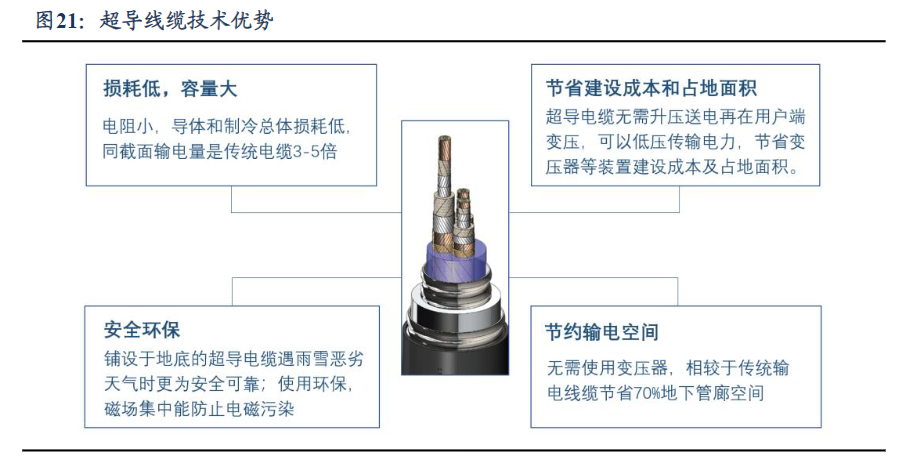 图21：超导线缆技术优势
损耗低，容量大
电阻小，导体和制冷总体损耗低，
同截面输电量是传统电缆3-5倍
节省建设成本和占地面积
超导电缆无需升压送电再在用户端
变压，可以低压传输电力，节省变
压器等装置建设成本及占地面积。
安全环保
铺设于地底的超导电缆遇雨雪恶劣
天气时更为安全可靠；使用环保，
磁场集中能防止电磁污染
节约输电空间
无需使用变压器，相较于传统输
电线缆节省70%地下管廊空间